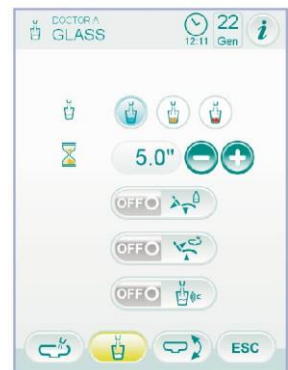 DOCTOR A
GLASS
12:11
22
Gen
i
5.0"
OFF
OFF
OFF
ESC